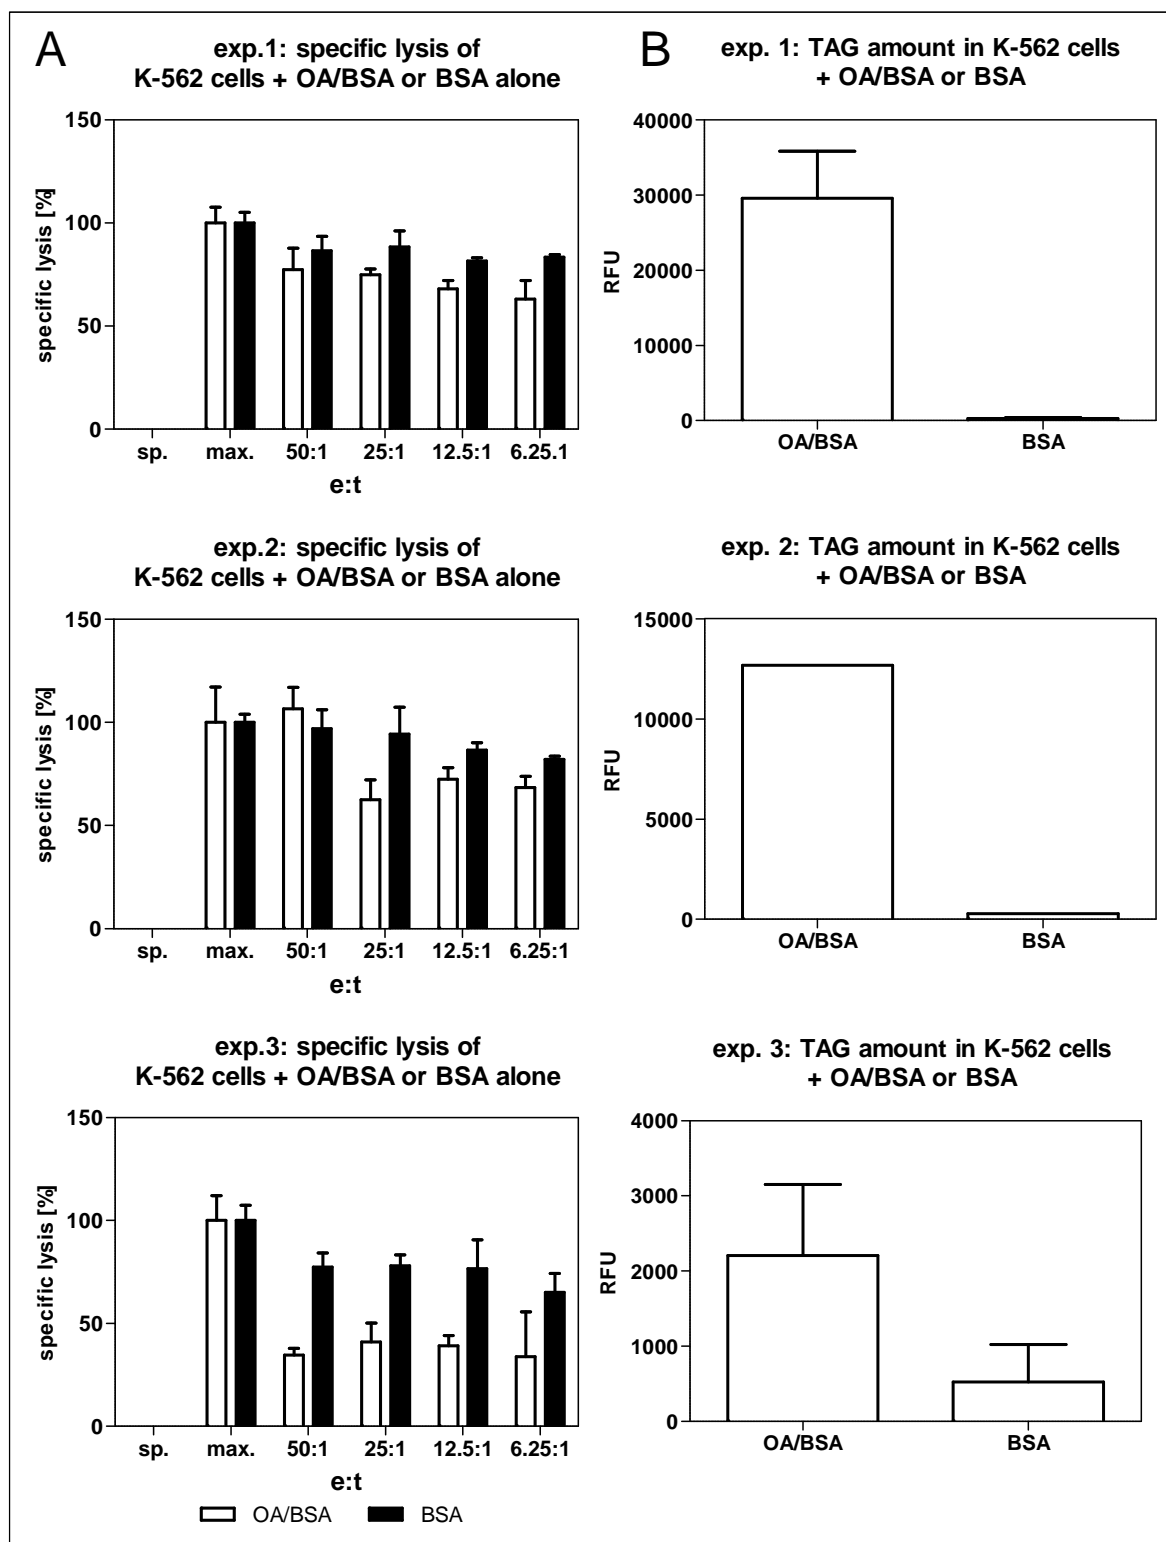 A
exp.1: specific lysis of
K-562 cells + OA/BSA or BSA alone
150
100
50
0
specific lysis [%]
sp. max. 50:1 25:1 12.5:1 6.25.1
e:t
B
exp. 1: TAG amount in K-562 cells
+ OA/BSA or BSA
40000
30000
20000
10000
0
RFU
OA/BSA BSA
exp.2: specific lysis of
K-562 cells + OA/BSA or BSA alone
150
100
50
0
specific lysis [%]
sp. max. 50:1 25:1 12.5:1 6.25:1
e:t
exp. 2: TAG amount in K-562 cells
+ OA/BSA or BSA
15000
10000
5000
0
RFU
OA/BSA BSA
exp.3: specific lysis of
K-562 cells + OA/BSA or BSA alone
150
100
50
0
specific lysis [%]
sp. max. 50:1 25:1 12.5:1 6.25:1
e:t
OA/BSA BSA
exp. 3: TAG amount in K-562 cells
+ OA/BSA or BSA
4000
3000
2000
1000
0
RFU
OA/BSA BSA